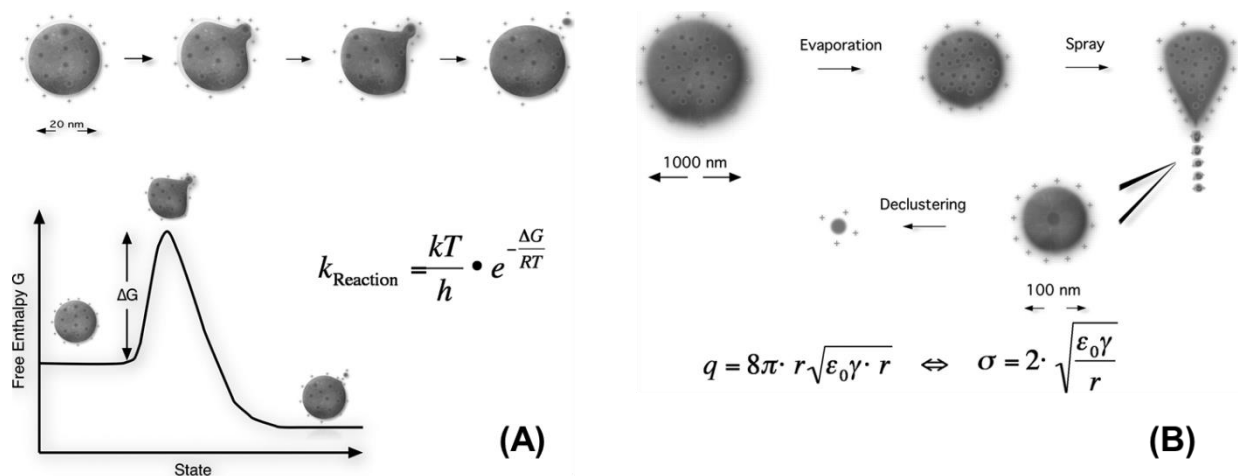 20 nm
Free Enthalpy G
ΔG
State
k_Reaction = kT/h • e^(-ΔG/RT)
(A)
Evaporation
Spray
1000 nm
Declustering
100 nm
q = 8π· r√(ε₀γ· r) ⇔ σ = 2· √(ε₀γ/r)
(B)